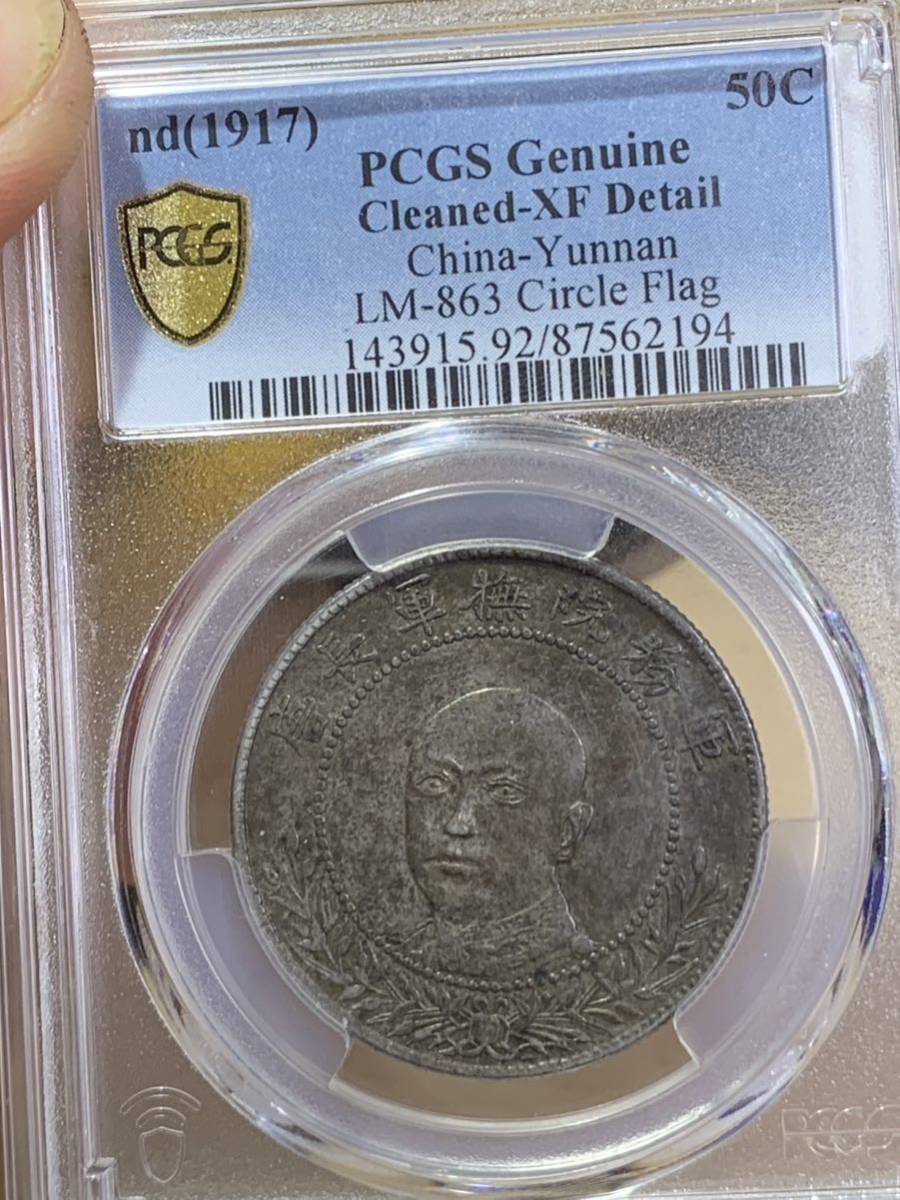 nd(1917)
50C
PCGS Genuine
Cleaned-XF Detail
China-Yunnan
LM-863 Circle Flag
143915.92/87562194
PCGS
軍務院撫軍長唐
PCGS